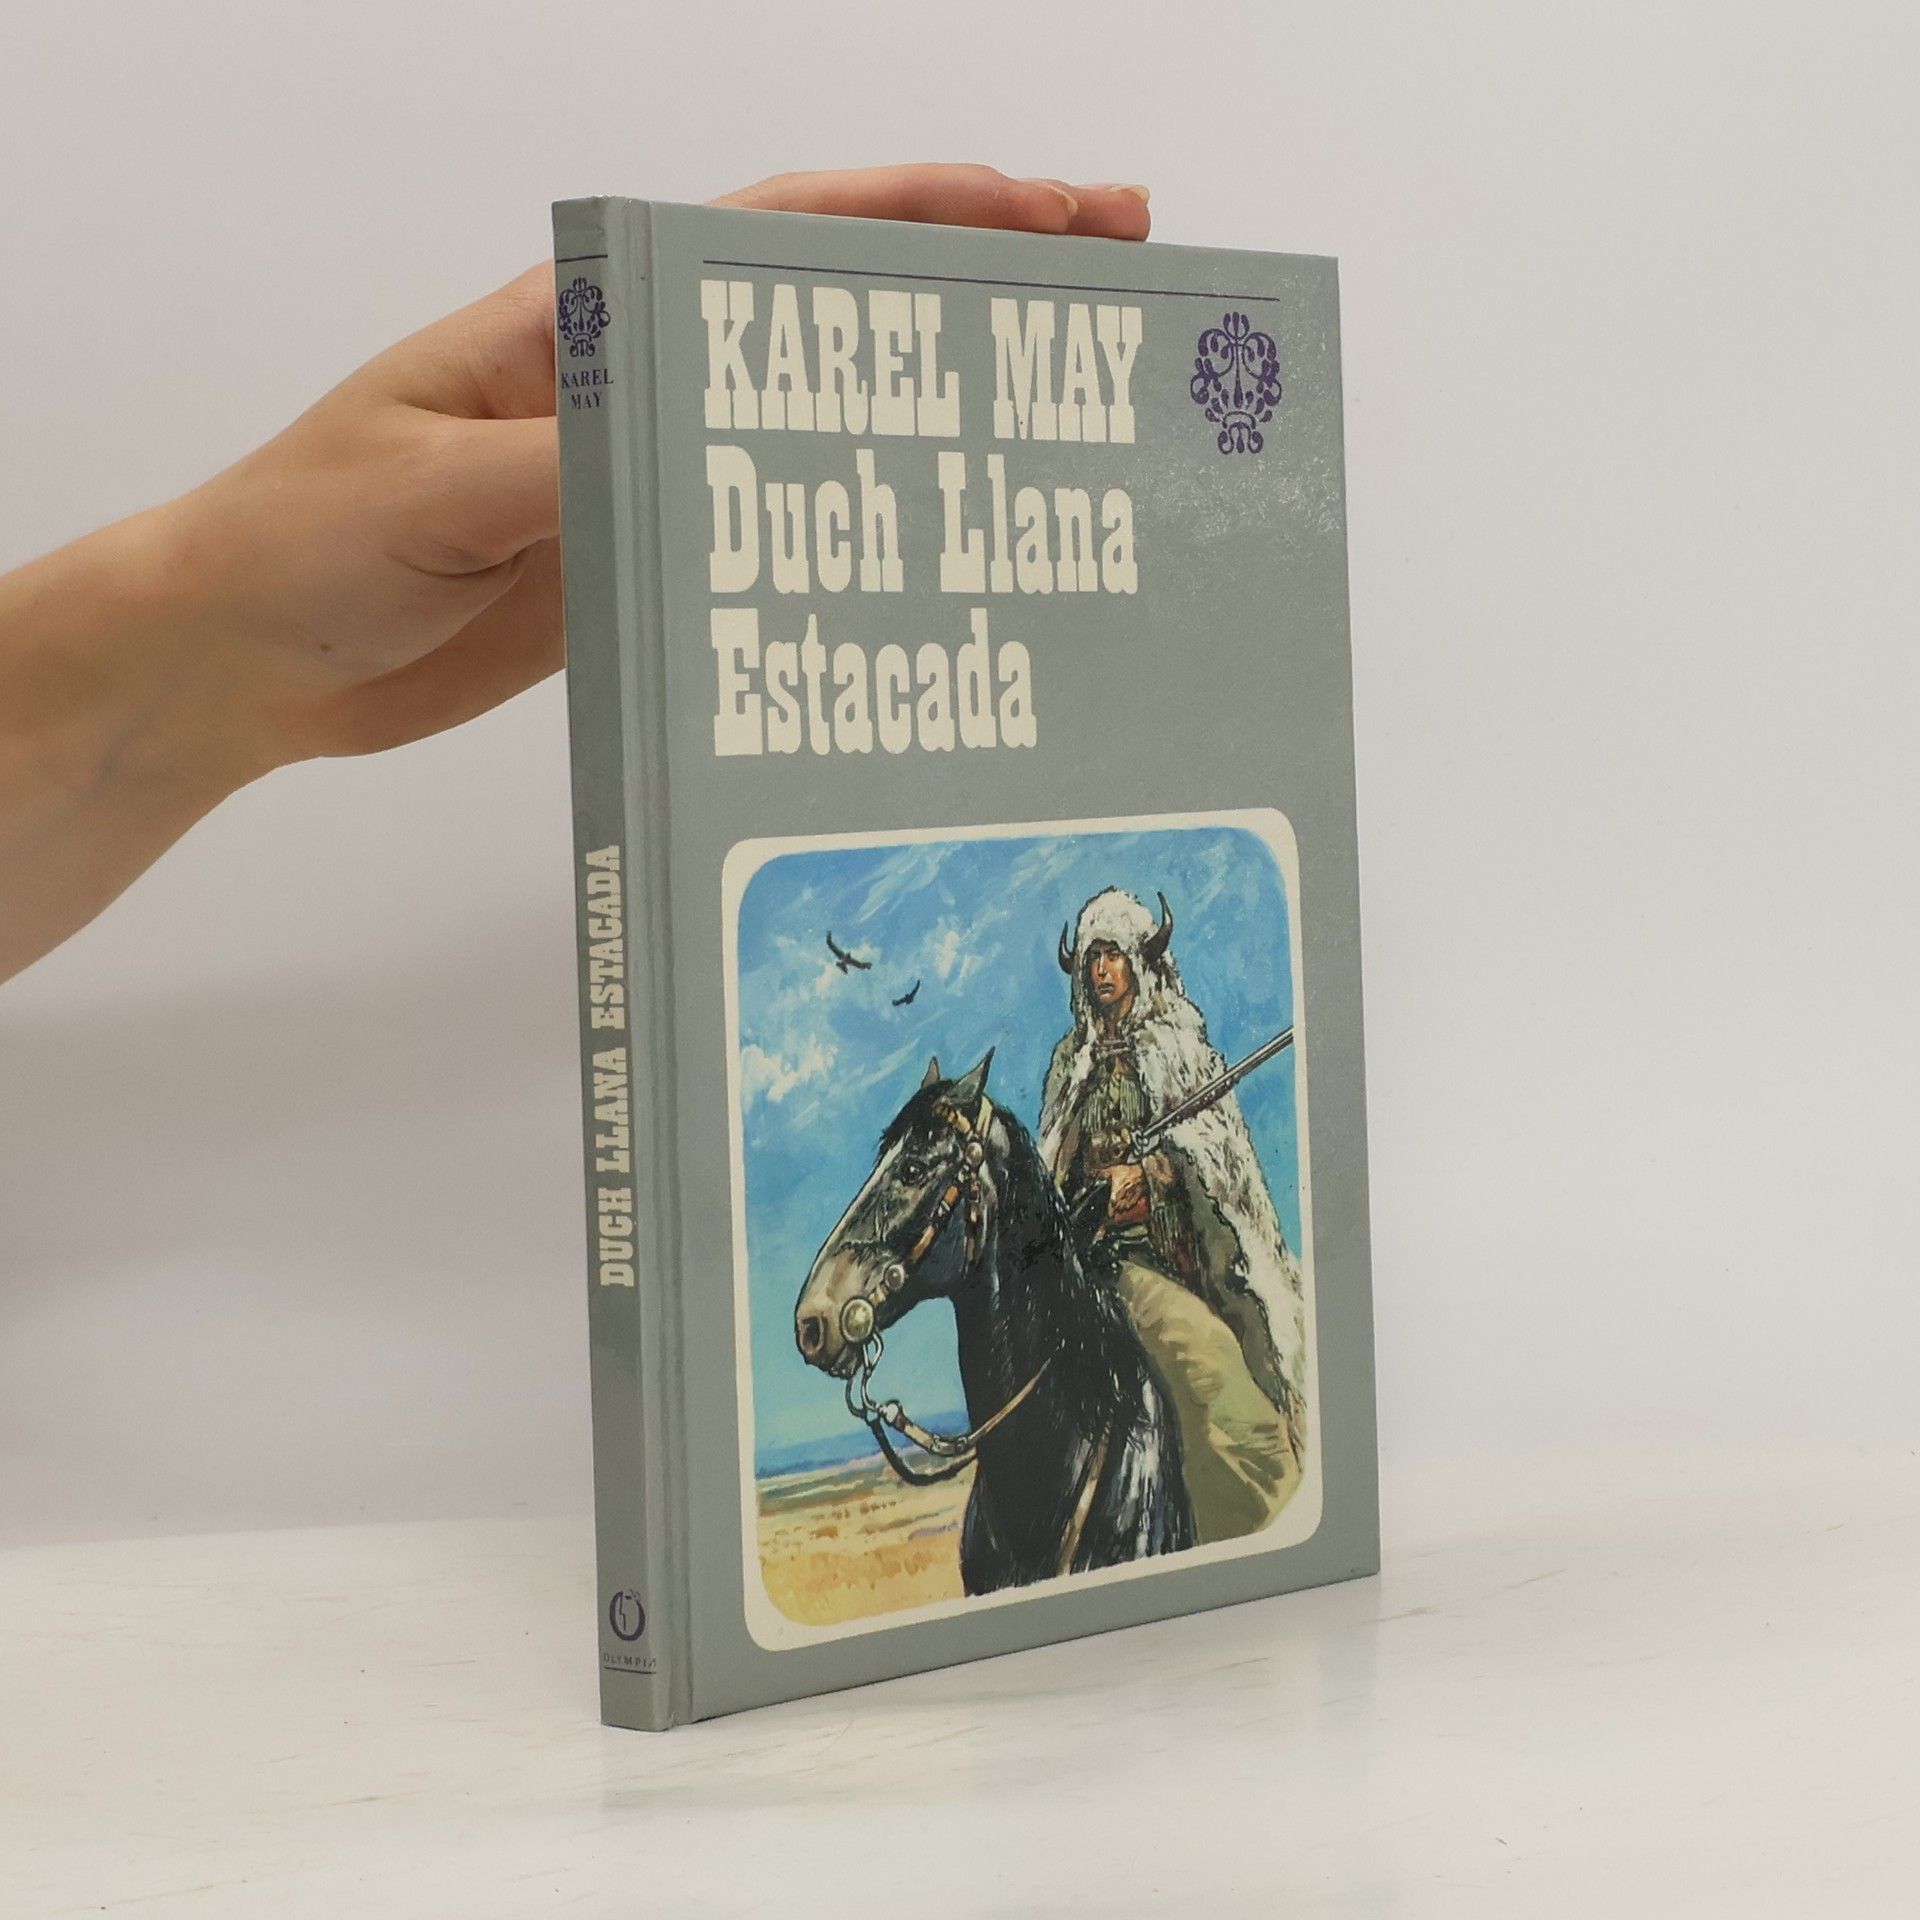 KAREL MAY
Duch Llana
Estacada
KAREL
MAY
DUCH LLANA ESTACADA
OLYMPIA